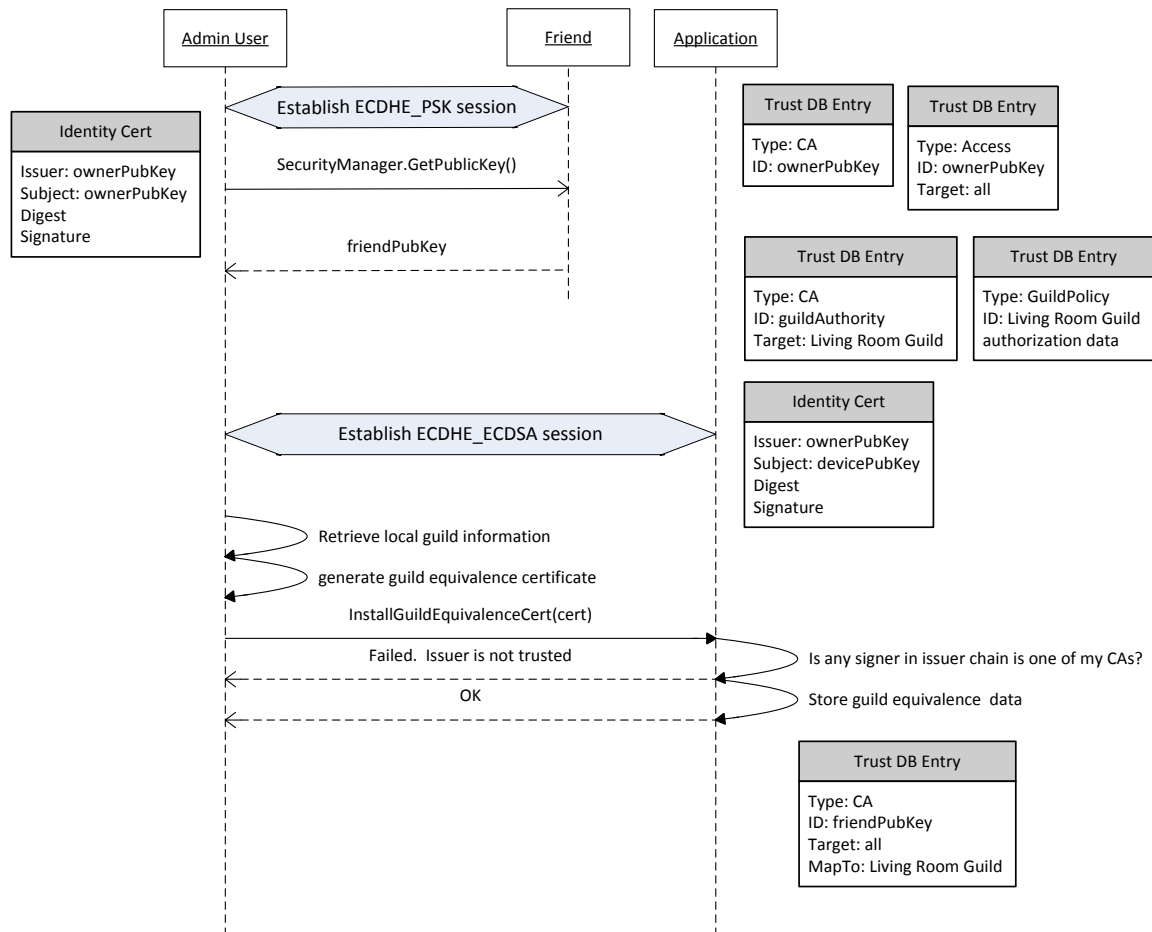 Admin User
Friend
Application
Establish ECDHE_PSK session
Identity Cert
Issuer: ownerPubKey
Subject: ownerPubKey
Digest
Signature
SecurityManager.GetPublicKey()
friendPubKey
Trust DB Entry
Type: CA
ID: ownerPubKey
Trust DB Entry
Type: Access
ID: ownerPubKey
Target: all
Trust DB Entry
Type: CA
ID: guildAuthority
Target: Living Room Guild
Trust DB Entry
Type: GuildPolicy
ID: Living Room Guild
authorization data
Establish ECDHE_ECDSA session
Identity Cert
Issuer: ownerPubKey
Subject: devicePubKey
Digest
Signature
Retrieve local guild information
generate guild equivalence certificate
InstallGuildEquivalenceCert(cert)
Failed.  Issuer is not trusted
Is any signer in issuer chain is one of my CAs?
OK
Store guild equivalence  data
Trust DB Entry
Type: CA
ID: friendPubKey
Target: all
MapTo: Living Room Guild